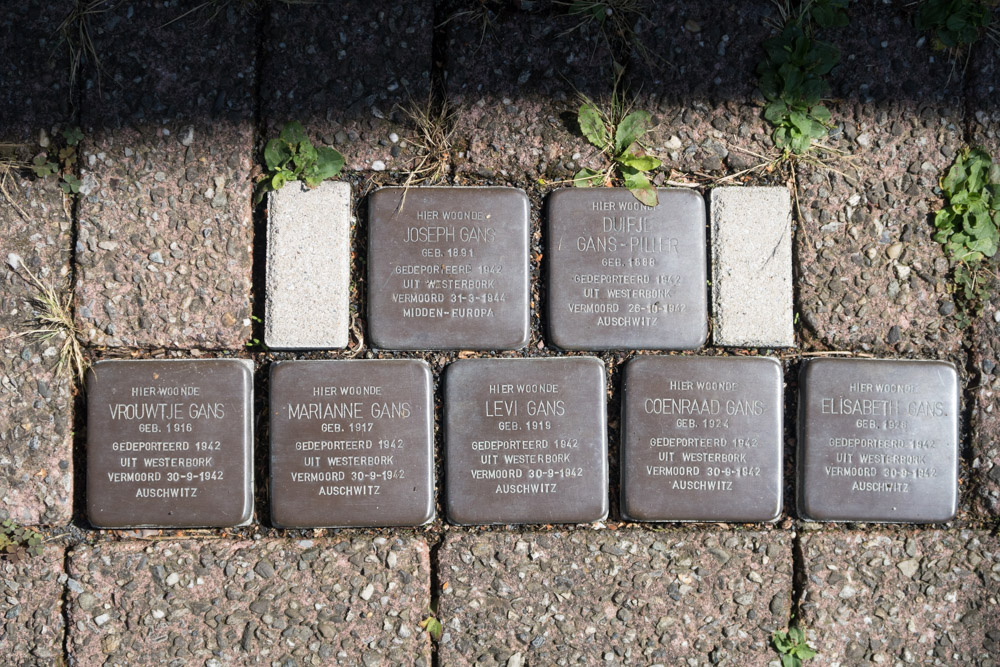 HIER WOONDE
JOSEPH GANS
GEB. 1891
GEDEPORTEERD 1942
UIT WESTERBORK
VERMOORD 31-3-1944
MIDDEN-EUROPA
HIER WOONDE
DUIFJE
GANS-PILLER
GEB. 1888
GEDEPORTEERD 1942
UIT WESTERBORK
VERMOORD 26-10-1942
AUSCHWITZ
HIER WOONDE
VROUWTJE GANS
GEB. 1916
GEDEPORTEERD 1942
UIT WESTERBORK
VERMOORD 30-9-1942
AUSCHWITZ
HIER WOONDE
MARIANNE GANS
GEB. 1917
GEDEPORTEERD 1942
UIT WESTERBORK
VERMOORD 30-9-1942
AUSCHWITZ
HIER WOONDE
LEVI GANS
GEB. 1919
GEDEPORTEERD 1942
UIT WESTERBORK
VERMOORD 30-9-1942
AUSCHWITZ
HIER WOONDE
COENRAAD GANS
GEB. 1924
GEDEPORTEERD 1942
UIT WESTERBORK
VERMOORD 30-9-1942
AUSCHWITZ
HIER WOONDE
ELISABETH GANS
GEB.
GEDEPORTEERD 1942
UIT WESTERBORK
VERMOORD 30-9-1942
AUSCHWITZ